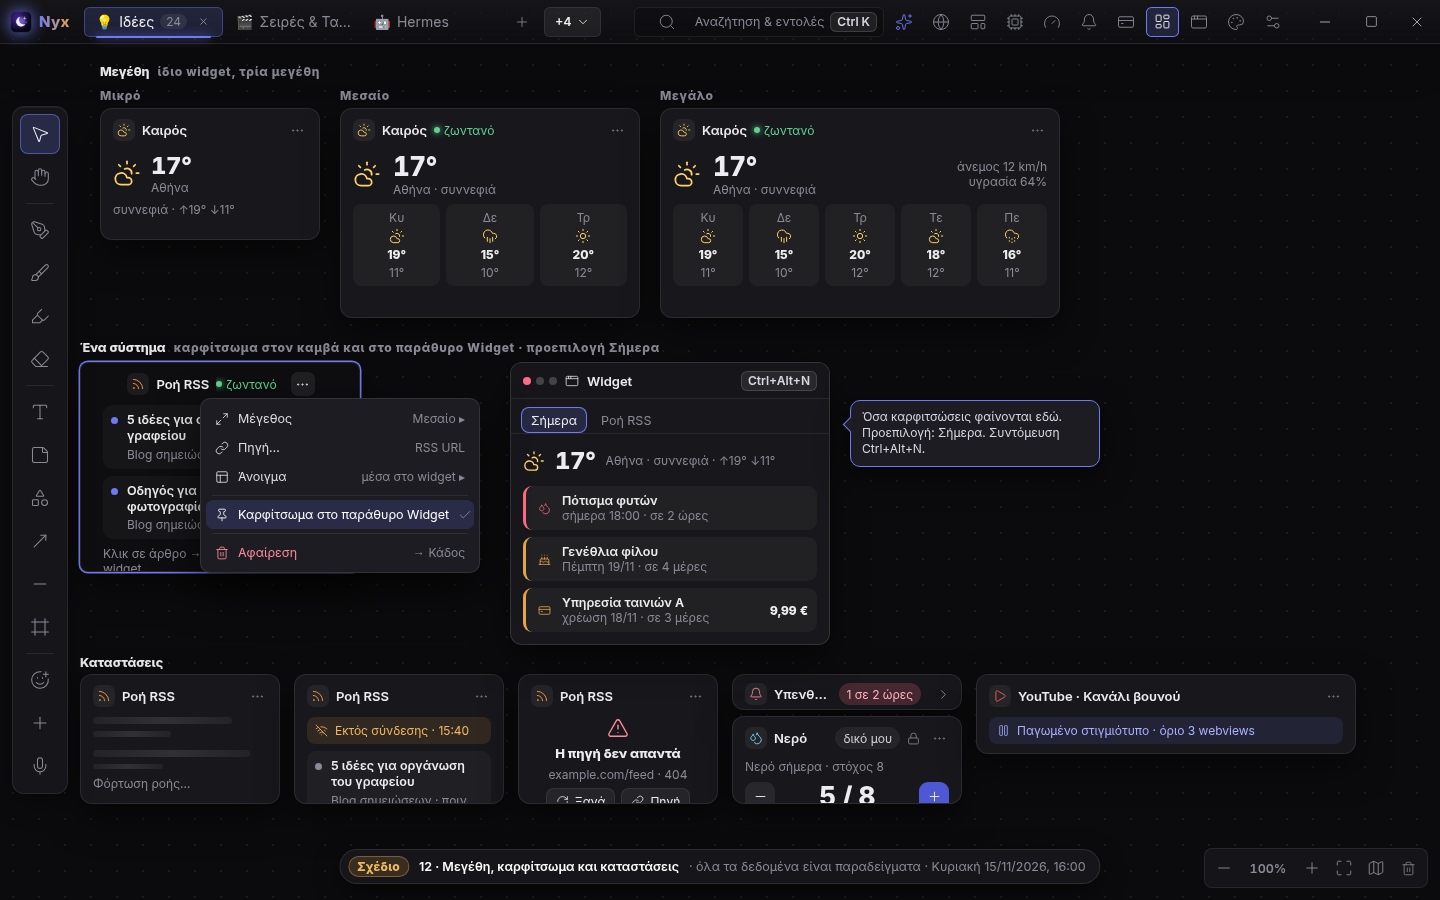 Nyx
Ιδέες 24
Σειρές & Τα...
Hermes
+4
Αναζήτηση & εντολές Ctrl K
Μεγέθη ίδιο widget, τρία μεγέθη
Μικρό
Μεσαίο
Μεγάλο
Καιρός
17°
Αθήνα
συννεφιά · ↑19° ↓11°
Καιρός ζωντανό
17°
Αθήνα · συννεφιά
Κυ Δε Τρ
19° 15° 20°
11° 10° 12°
Καιρός ζωντανό
17°
Αθήνα · συννεφιά
άνεμος 12 km/h
υγρασία 64%
Κυ Δε Τρ Τε Πε
19° 15° 20° 18° 16°
11° 10° 12° 12° 11°
Ένα σύστημα καρφίτσωμα στον καμβά και στο παράθυρο Widget · προεπιλογή Σήμερα
Ροή RSS ζωντανό
5 ιδέες για
γραφείου
Blog
Οδηγός για
Blog
Κλικ σε άρθρο →
widget
Μέγεθος Μεσαίο ▸
Πηγή... RSS URL
Άνοιγμα μέσα στο widget ▸
Καρφίτσωμα στο παράθυρο Widget
Αφαίρεση → Κάδος
Widget Ctrl+Alt+N
Σήμερα Ροή RSS
17° Αθήνα · συννεφιά · ↑19° ↓11°
Πότισμα φυτών
σήμερα 18:00 · σε 2 ώρες
Γενέθλια φίλου
Πέμπτη 19/11 · σε 4 μέρες
Υπηρεσία ταινιών Α
χρέωση 18/11 · σε 3 μέρες
9,99 €
Όσα καρφιτσώσεις φαίνονται εδώ.
Προεπιλογή: Σήμερα. Συντόμευση
Ctrl+Alt+N.
Καταστάσεις
Ροή RSS
Φόρτωση ροής...
Ροή RSS
Εκτός σύνδεσης · 15:40
5 ιδέες για οργάνωση
του γραφείου
Blog σημειώσεων · πριν
Ροή RSS
Η πηγή δεν απαντά
example.com/feed · 404
Ξανά Πηγή
Υπενθ... 1 σε 2 ώρες
Νερό δικό μου
Νερό σήμερα · στόχος 8
5 / 8
YouTube · Κανάλι βουνού
Παγωμένο στιγμιότυπο · όριο 3 webviews
Σχέδιο 12 · Μεγέθη, καρφίτσωμα και καταστάσεις · όλα τα δεδομένα είναι παραδείγματα · Κυριακή 15/11/2026, 16:00
100%